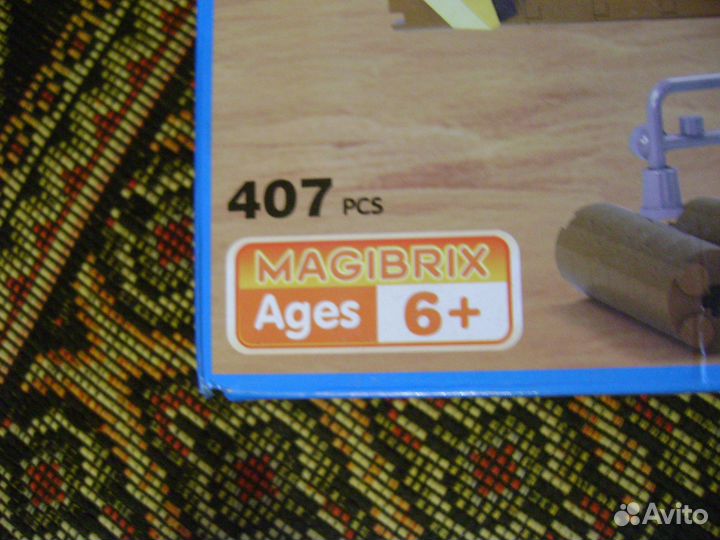 407 PCS
MAGIBRIX
Ages 6+
Avito